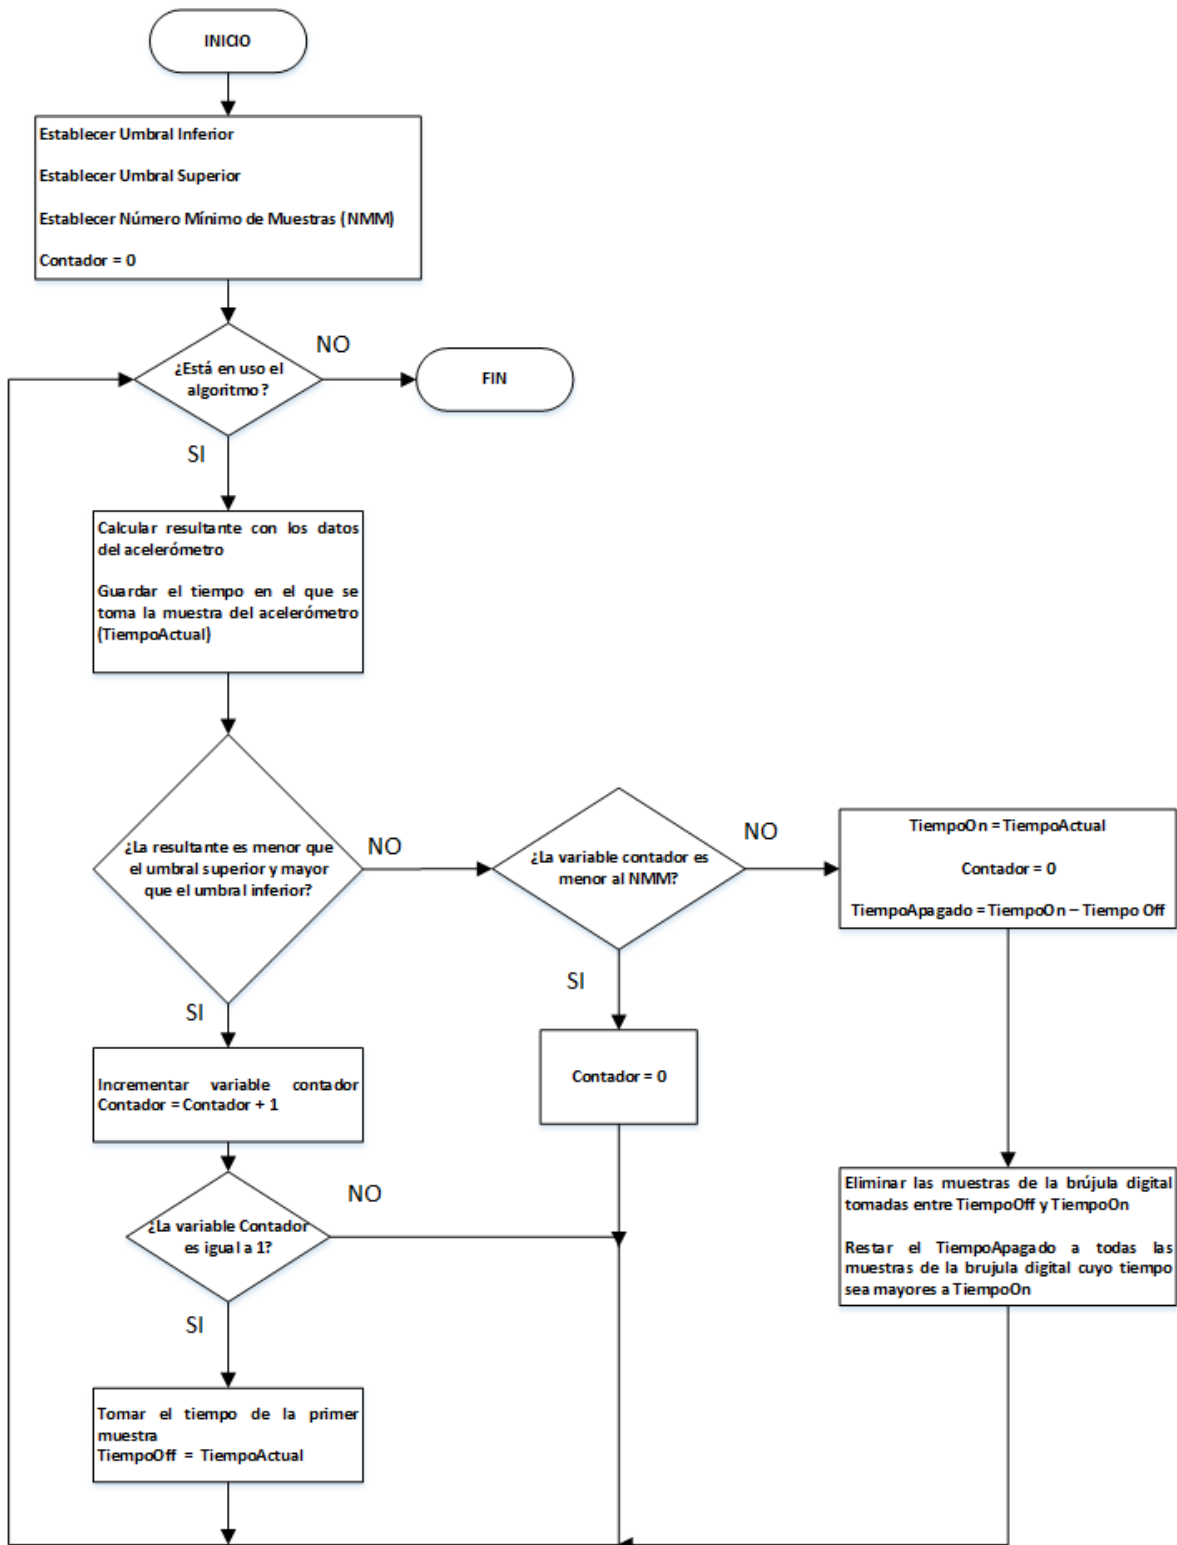 INICIO
Establecer Umbral Inferior
Establecer Umbral Superior
Establecer Número Mínimo de Muestras (NMM)
Contador = 0
¿Está en uso el
algoritmo?
NO
FIN
SI
Calcular resultante con los datos
del acelerómetro
Guardar el tiempo en el que se
toma la muestra del acelerómetro
(TiempoActual)
¿La resultante es menor que
el umbral superior y mayor
que el umbral inferior?
NO
¿La variable contador es
menor al NMM?
NO
TiempoOn = TiempoActual
Contador = 0
TiempoApagado = TiempoOn – Tiempo Off
SI
SI
Contador = 0
Incrementar variable contador
Contador = Contador + 1
¿La variable Contador
es igual a 1?
NO
Eliminar las muestras de la brújula digital
tomadas entre TiempoOff y TiempoOn
Restar el TiempoApagado a todas las
muestras de la brujula digital cuyo tiempo
sea mayores a TiempoOn
SI
Tomar el tiempo de la primer
muestra
TiempoOff = TiempoActual